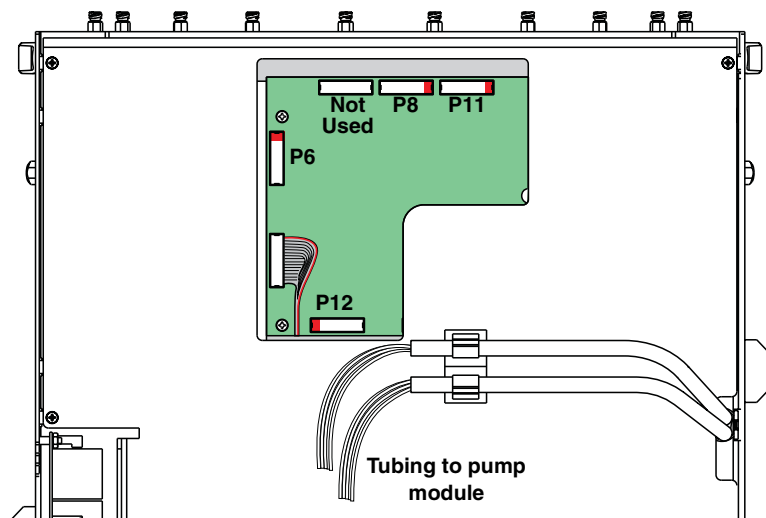 Not
Used
P8
P11
P6
P12
Tubing to pump
module